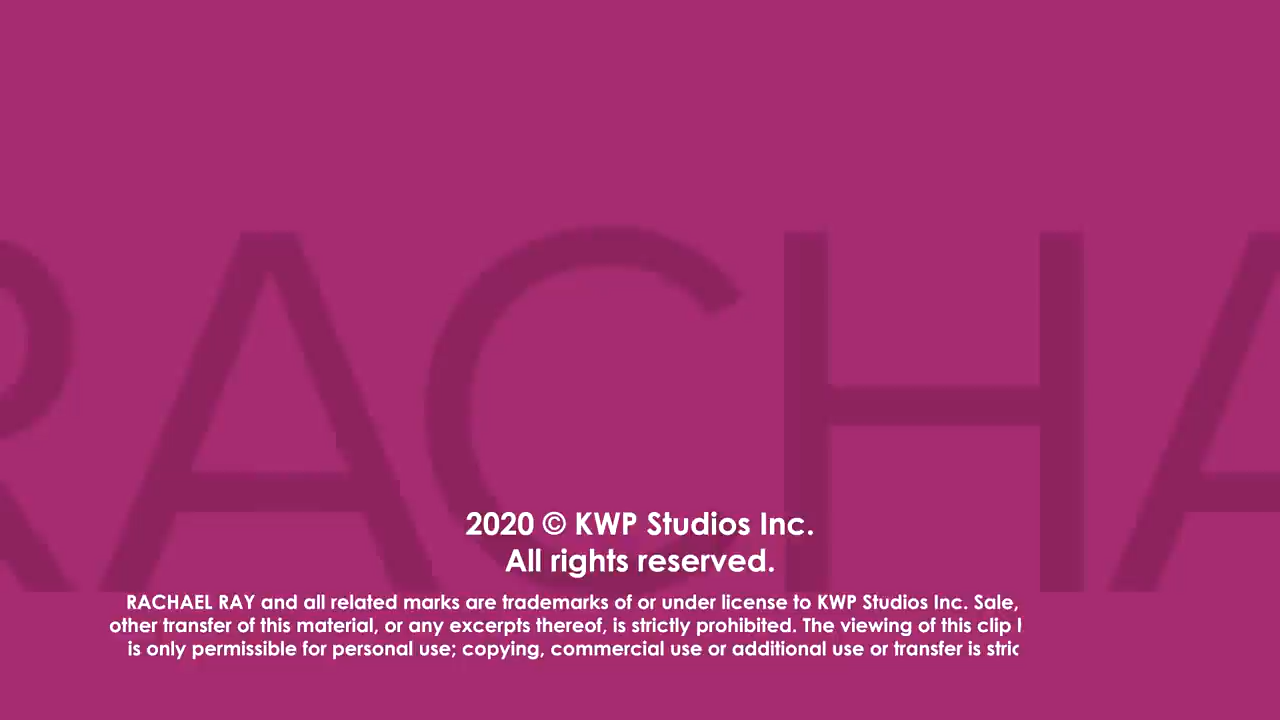 RACHA
2020 © KWP Studios Inc.
All rights reserved.
RACHAEL RAY and all related marks are trademarks of or under license to KWP Studios Inc. Sale,
other transfer of this material, or any excerpts thereof, is strictly prohibited. The viewing of this clip
is only permissible for personal use; copying, commercial use or additional use or transfer is